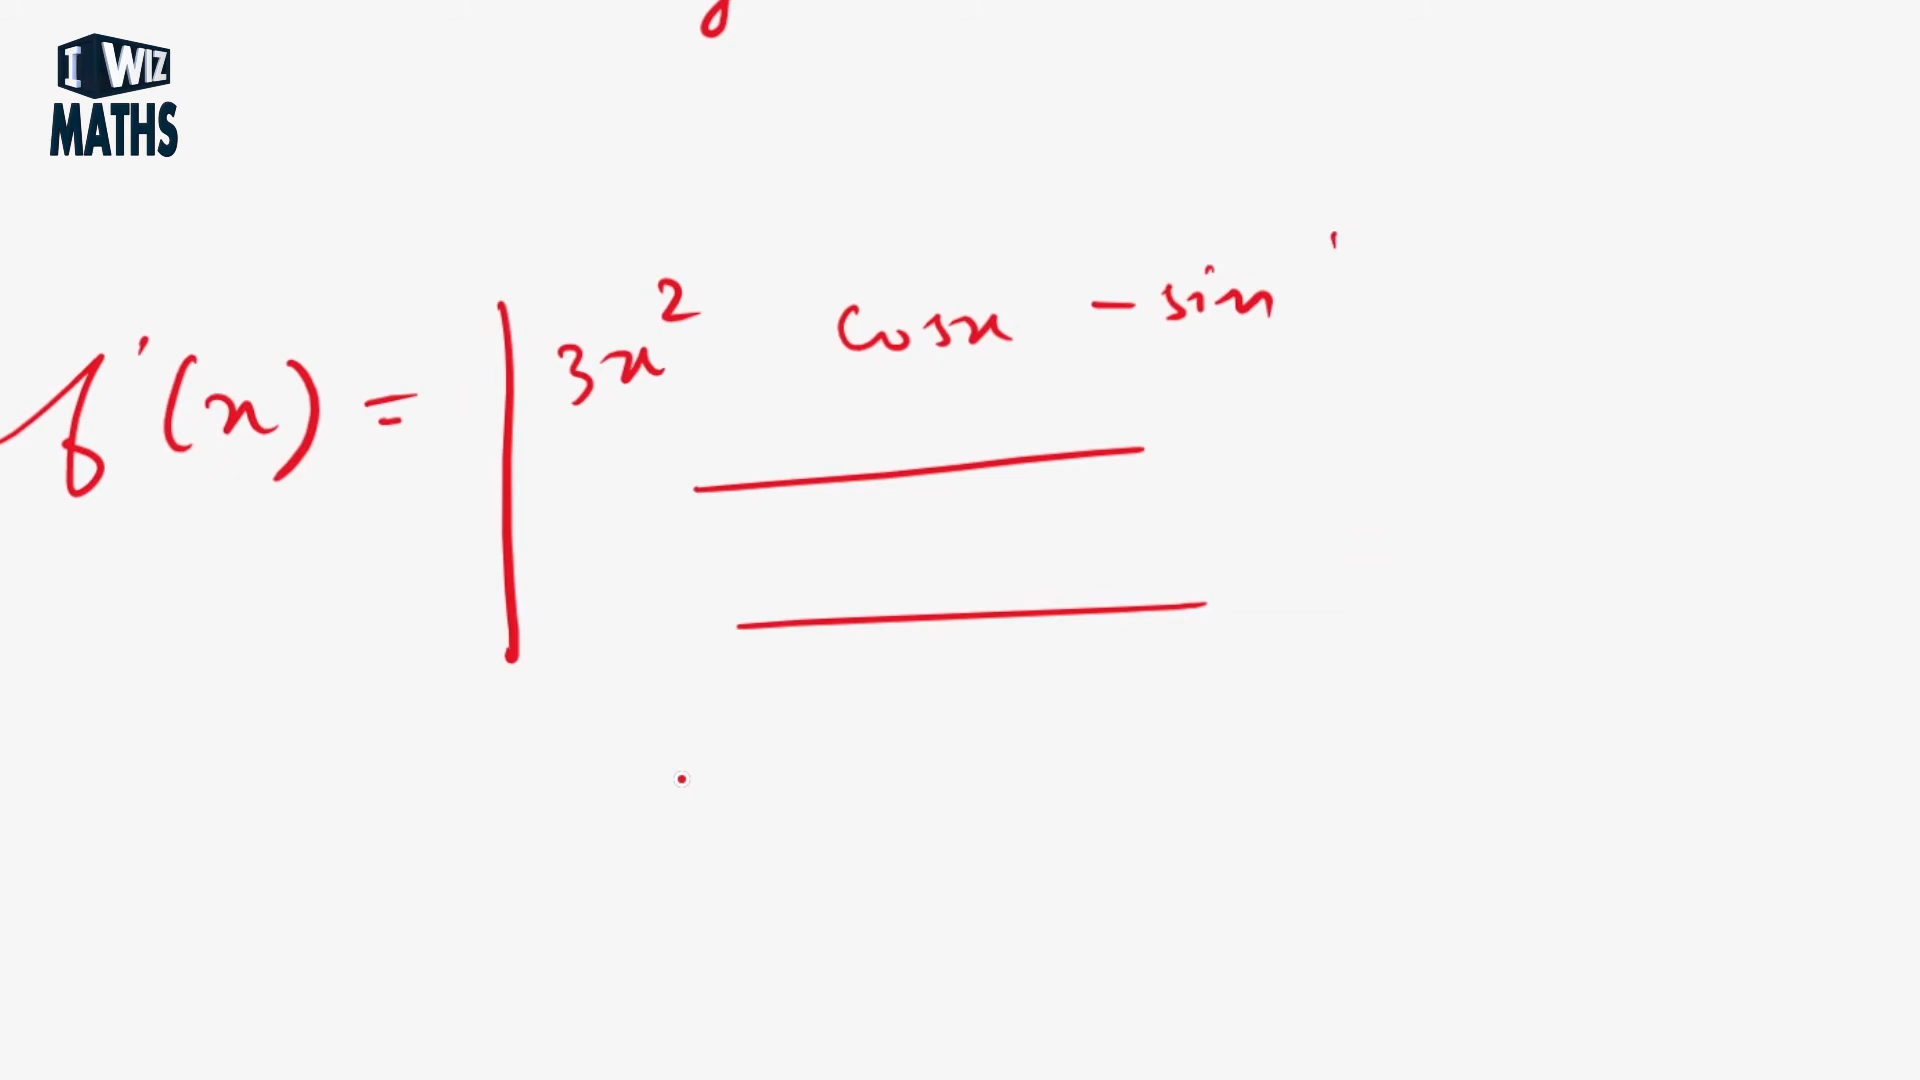 I WIZ
MATHS
f'(x) = | 3x² cosx - sin